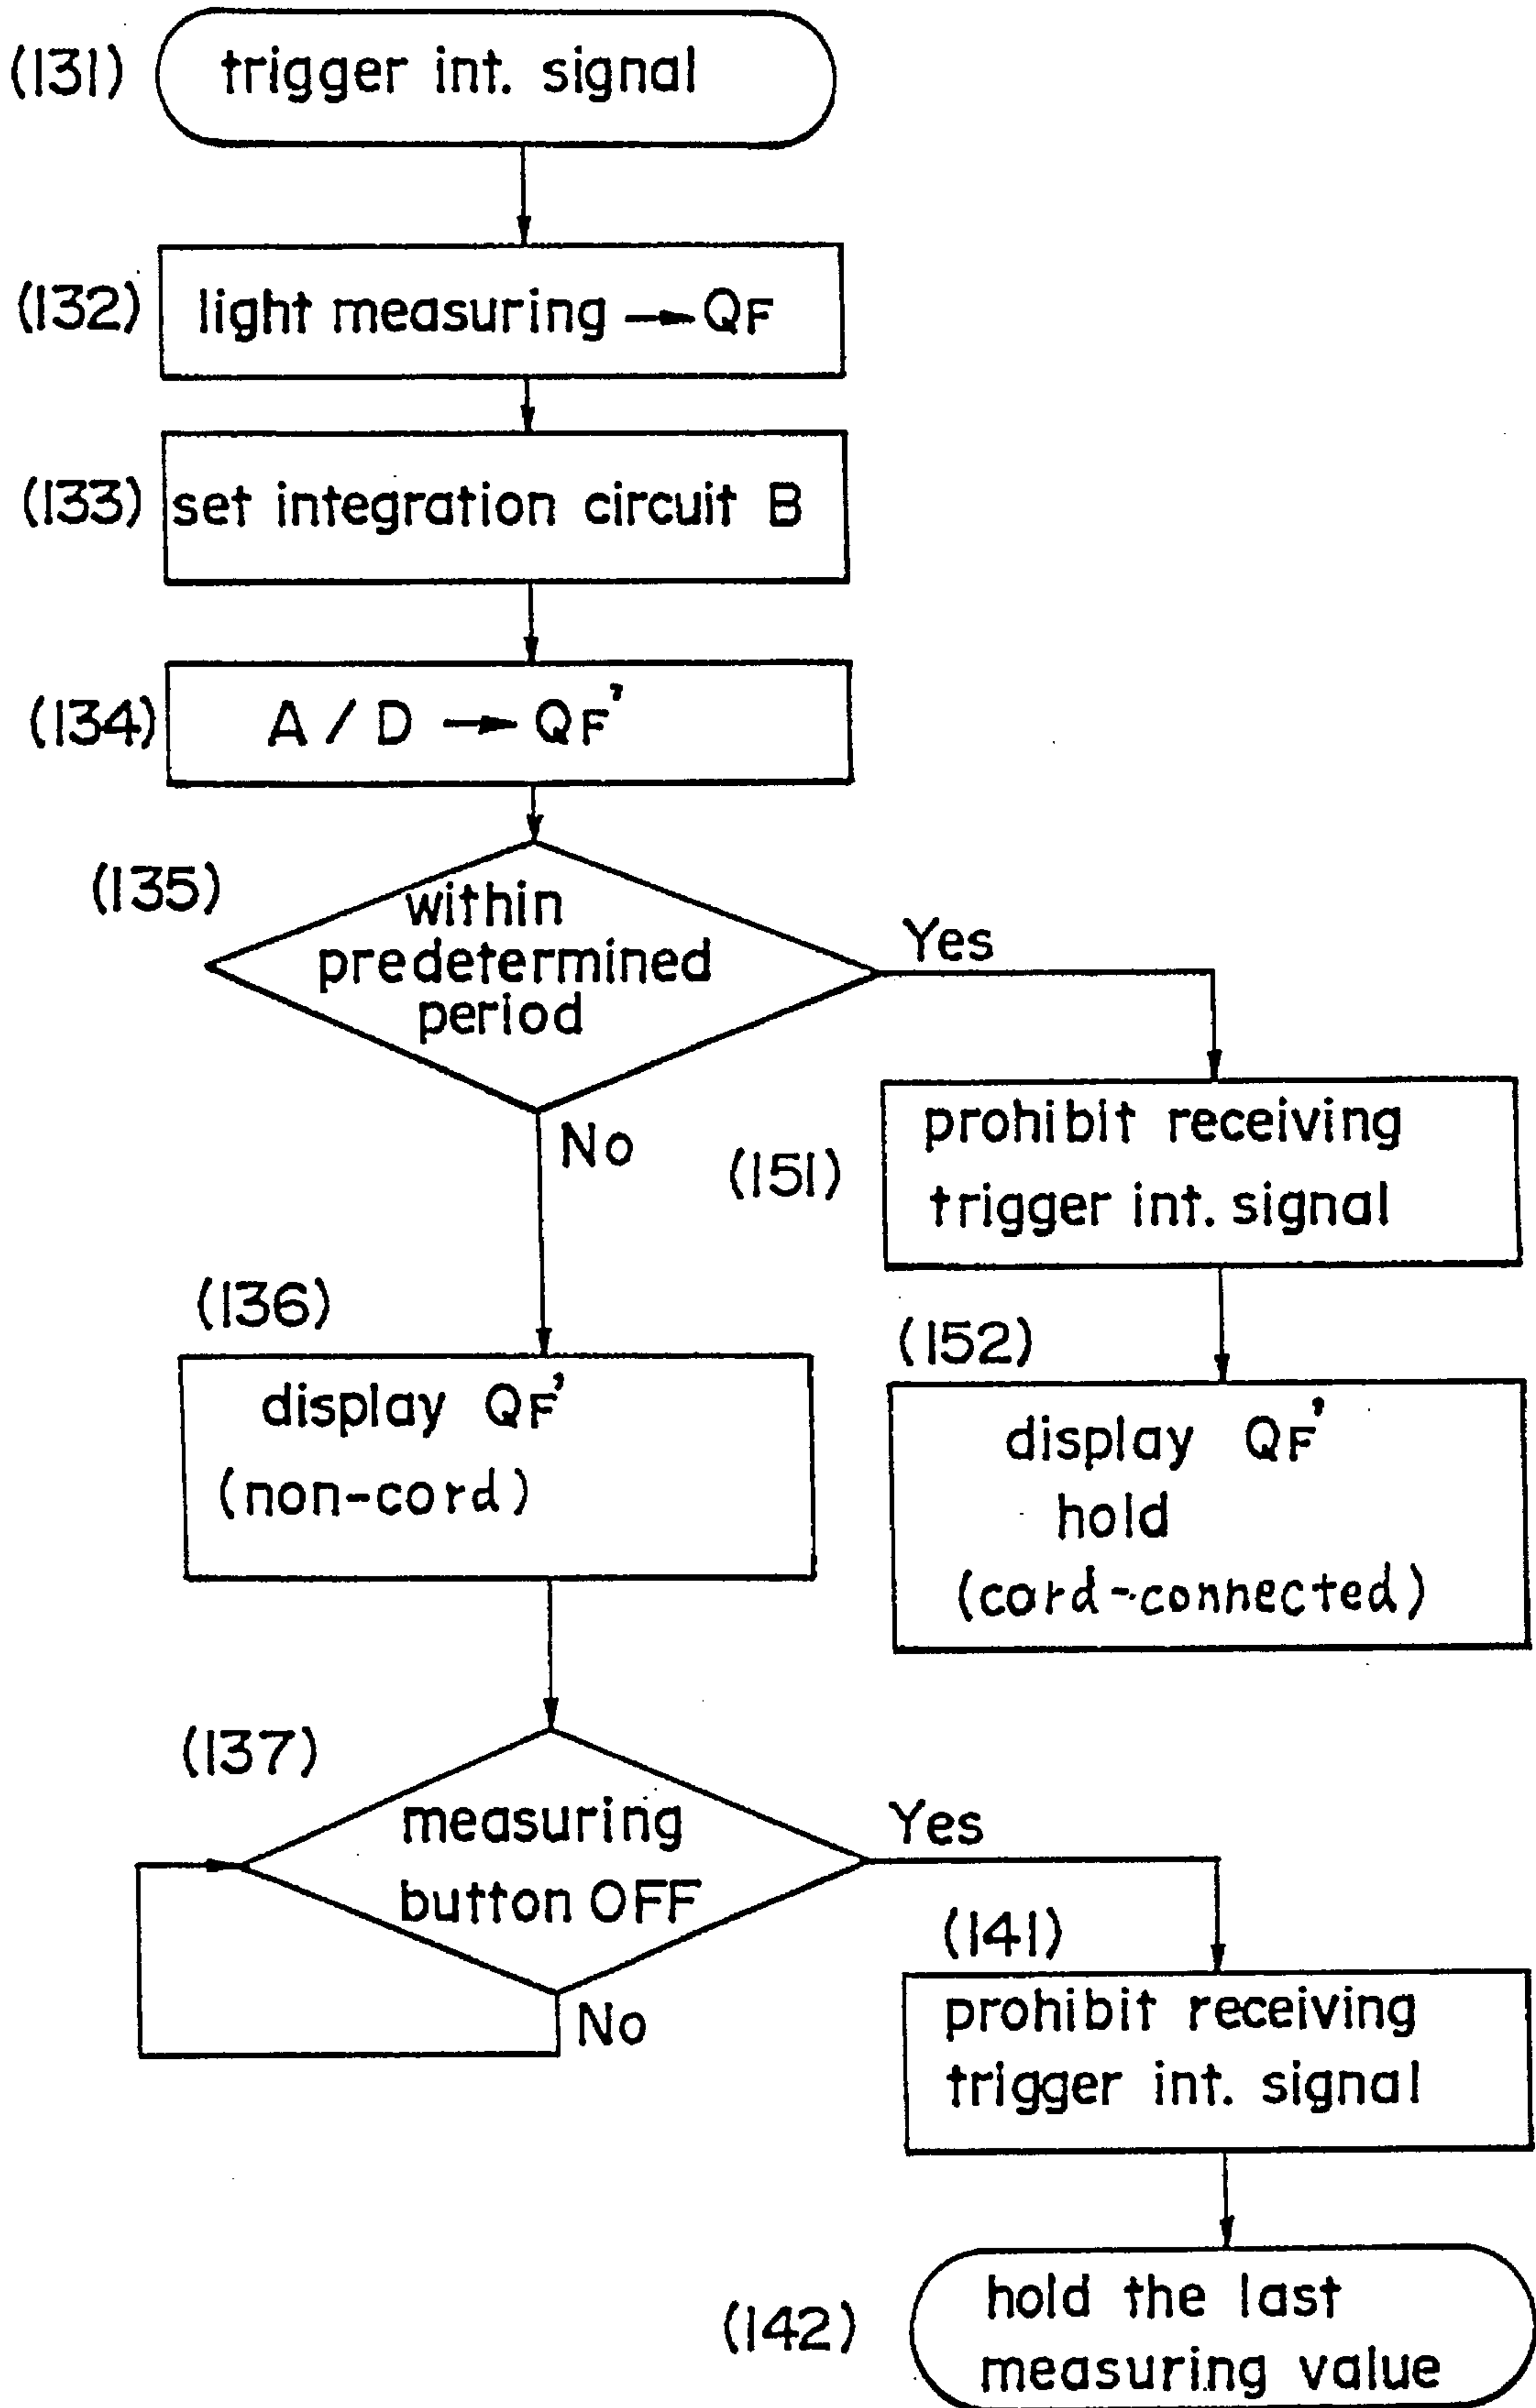 (131) trigger int. signal
(132) light measuring → QF
(133) set integration circuit B
(134) A / D → QF'
(135)
within
predetermined
period
Yes
No
(151)
prohibit receiving
trigger int. signal
(136)
display QF'
(non-cord)
(152)
display QF'
hold
(cord-connected)
(137)
measuring
button OFF
Yes
No
(141)
prohibit receiving
trigger int. signal
(142)
hold the last
measuring value